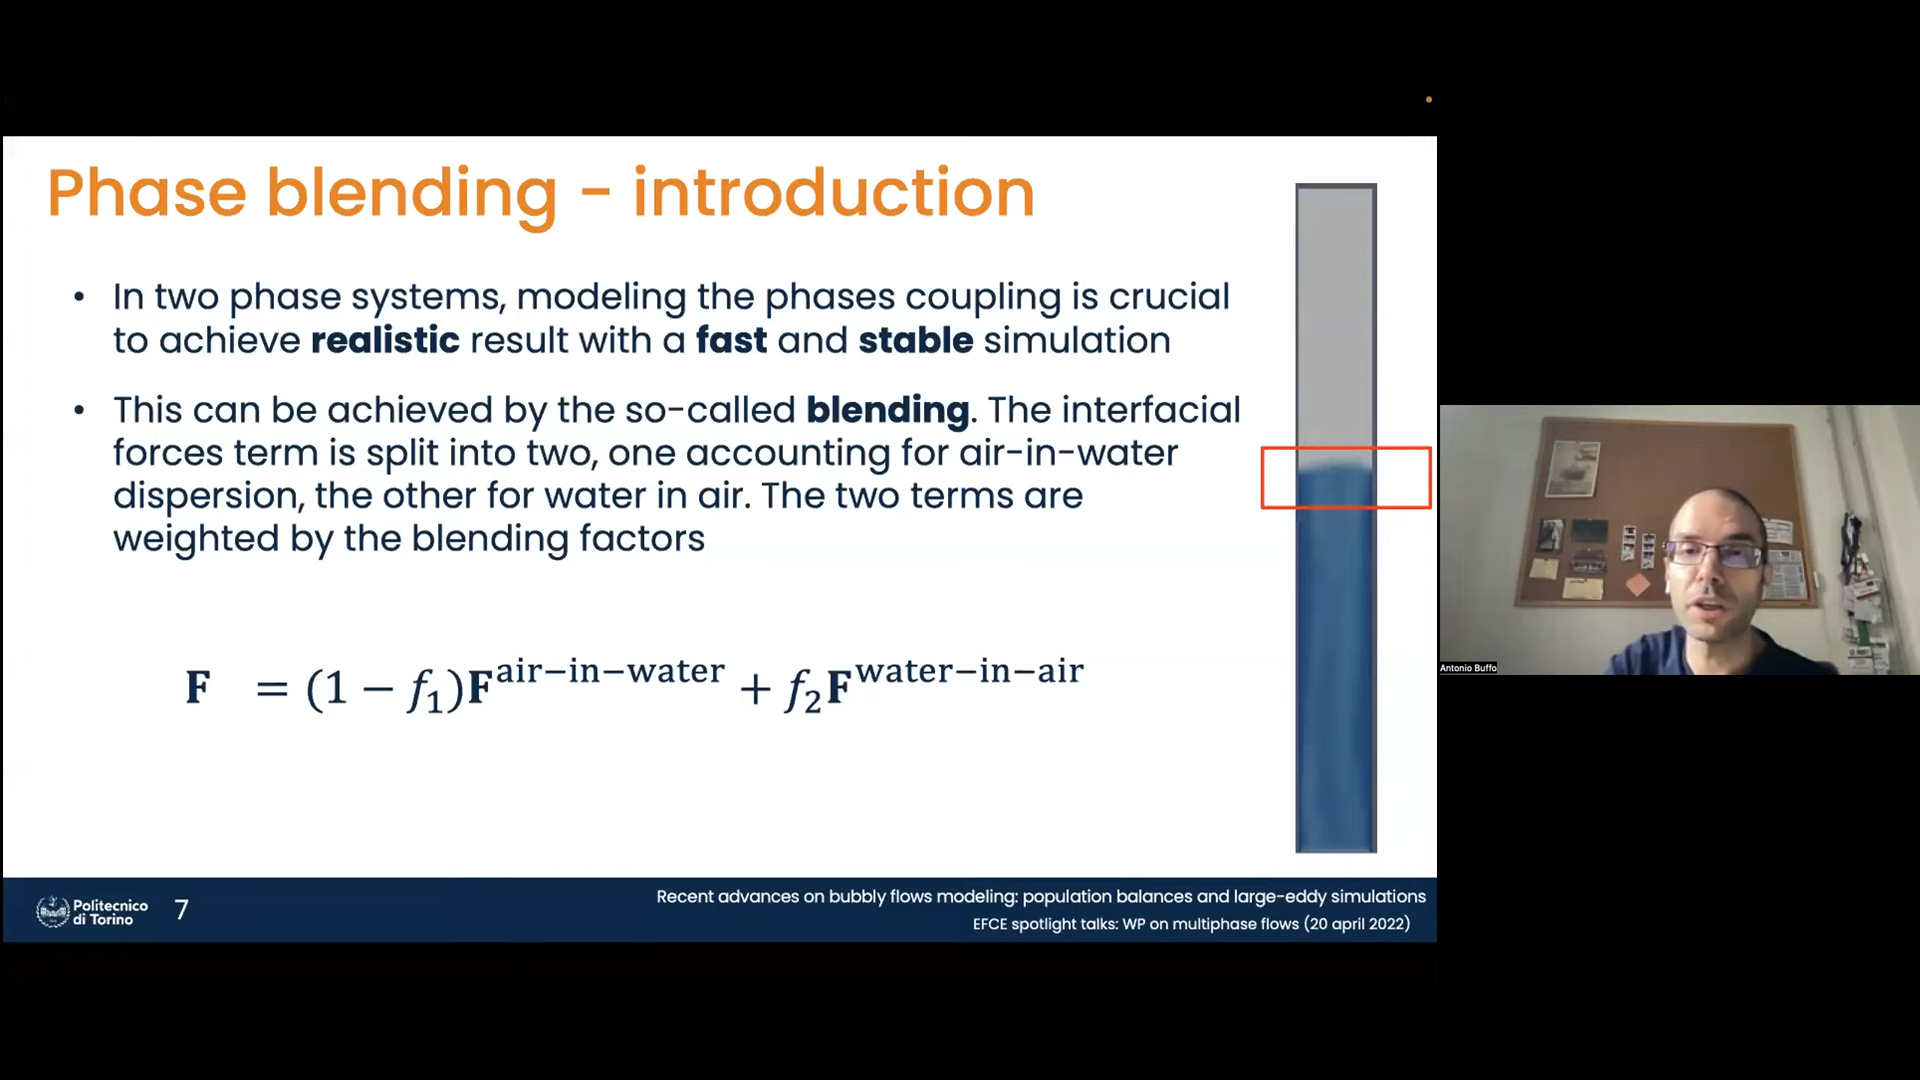 Phase blending - introduction
• In two phase systems, modeling the phases coupling is crucial
to achieve realistic result with a fast and stable simulation
• This can be achieved by the so-called blending. The interfacial
forces term is split into two, one accounting for air-in-water
dispersion, the other for water in air. The two terms are
weighted by the blending factors
F = (1 − f₁)F^air−in−water + f₂F^water−in−air
Politecnico
di Torino
7
Recent advances on bubbly flows modeling: population balances and large-eddy simulations
EFCE spotlight talks: WP on multiphase flows (20 april 2022)
Antonio Buffo